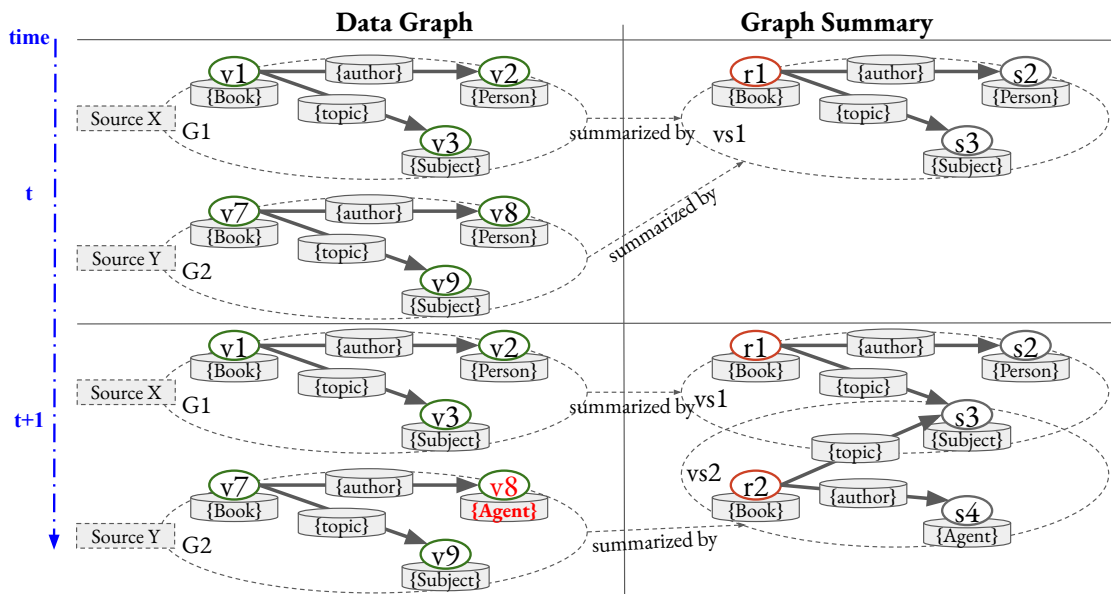 Data Graph
Graph Summary
time
v1
{author}
v2
{Book}
{Person}
{topic}
Source X
G1
v3
{Subject}
summarized by
r1
{author}
s2
{Book}
{Person}
{topic}
vs1
s3
{Subject}
t
v7
{author}
v8
{Book}
{Person}
{topic}
Source Y
G2
v9
{Subject}
summarized by
v1
{author}
v2
{Book}
{Person}
{topic}
Source X
G1
v3
{Subject}
summarized by
r1
{author}
s2
{Book}
{Person}
{topic}
vs1
s3
{Subject}
t+1
v7
{author}
v8
{Book}
{Agent}
{topic}
Source Y
G2
v9
{Subject}
summarized by
{topic}
vs2
r2
{author}
{Book}
s4
{Agent}